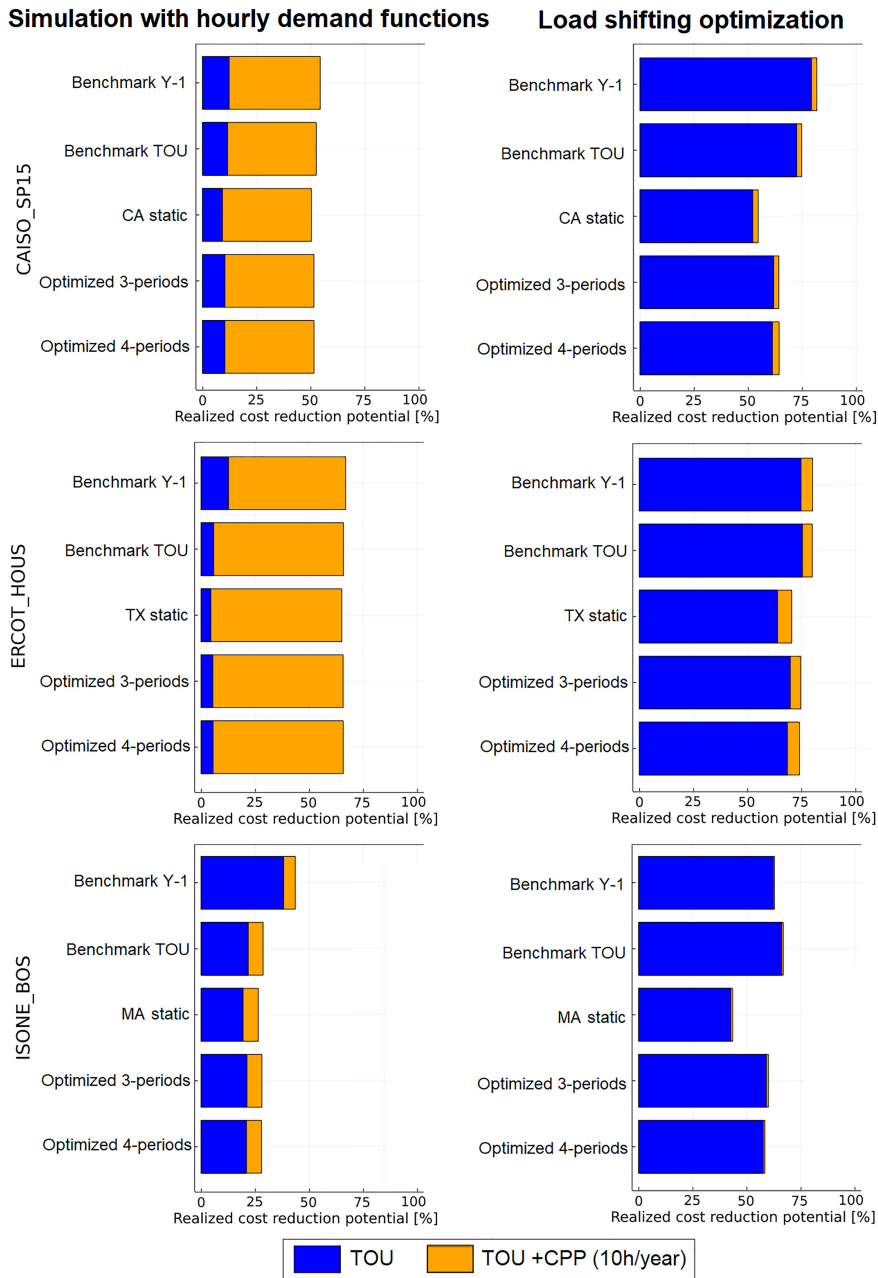 Simulation with hourly demand functions
Load shifting optimization
CAISO_SP15
Benchmark Y-1
Benchmark TOU
CA static
Optimized 3-periods
Optimized 4-periods
0 25 50 75 100
Realized cost reduction potential [%]
Benchmark Y-1
Benchmark TOU
CA static
Optimized 3-periods
Optimized 4-periods
0 25 50 75 100
Realized cost reduction potential [%]
ERCOT_HOUS
Benchmark Y-1
Benchmark TOU
TX static
Optimized 3-periods
Optimized 4-periods
0 25 50 75 100
Realized cost reduction potential [%]
Benchmark Y-1
Benchmark TOU
TX static
Optimized 3-periods
Optimized 4-periods
0 25 50 75 100
Realized cost reduction potential [%]
ISONE_BOS
Benchmark Y-1
Benchmark TOU
MA static
Optimized 3-periods
Optimized 4-periods
0 25 50 75 100
Realized cost reduction potential [%]
Benchmark Y-1
Benchmark TOU
MA static
Optimized 3-periods
Optimized 4-periods
0 25 50 75 100
Realized cost reduction potential [%]
TOU
TOU +CPP (10h/year)